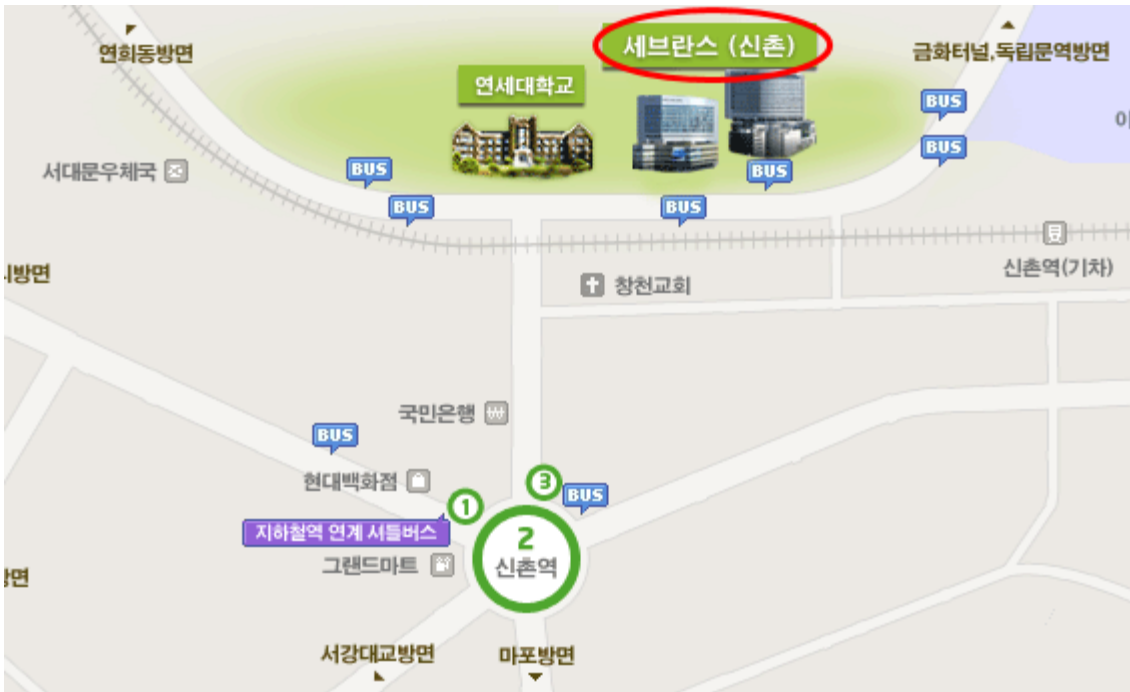 연희동방면
세브란스 (신촌)
금화터널,독립문역방면
연세대학교
BUS
BUS
서대문우체국
BUS
BUS
BUS
BUS
신촌역(기차)
방면
창천교회
국민은행
BUS
현대백화점
1
3
BUS
지하철역 연계 셔틀버스
2
신촌역
그랜드마트
방면
서강대교방면
마포방면